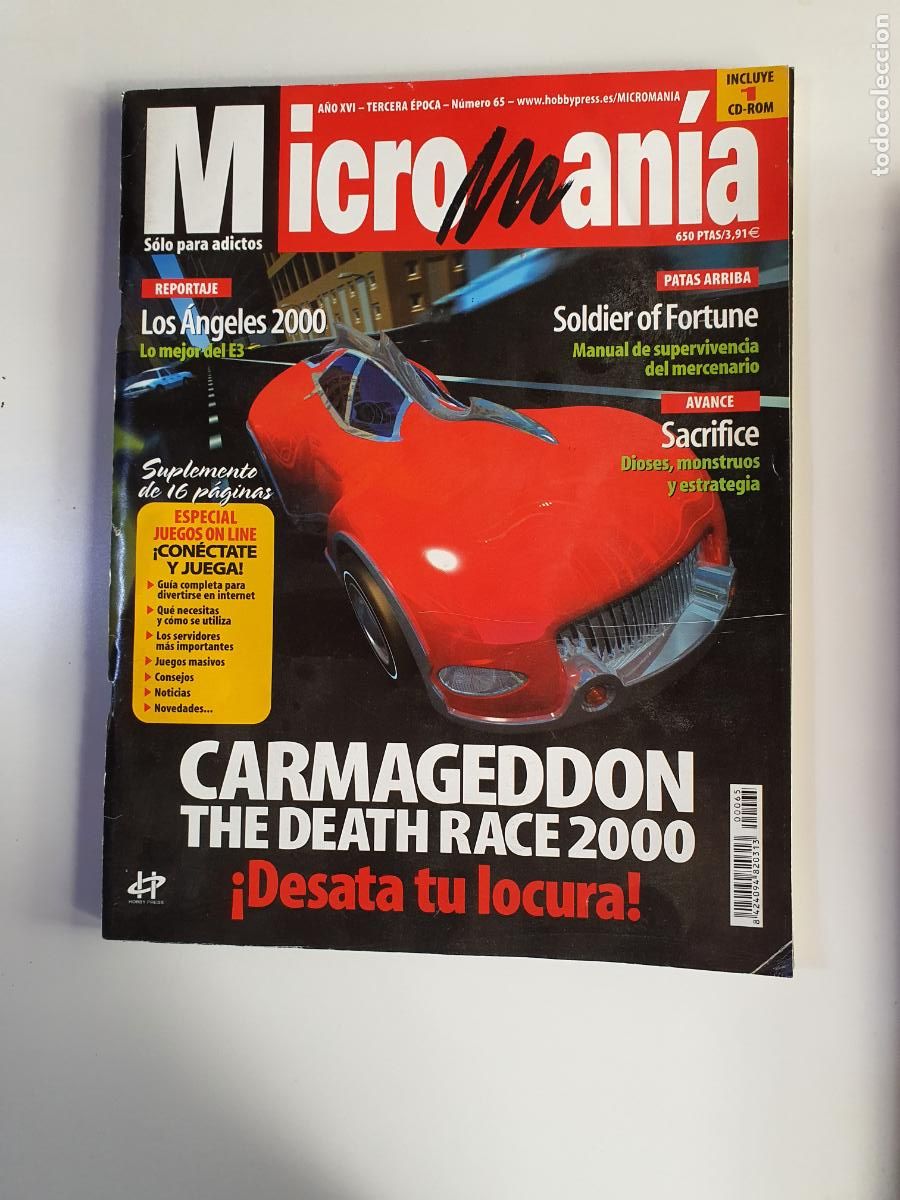 AÑO XVI – TERCERA ÉPOCA – Número 65 – www.hobbypress.es/MICROMANIA
INCLUYE
1
CD-ROM
Micromanía
Sólo para adictos
650 PTAS/3,91€
REPORTAJE
Los Ángeles 2000
Lo mejor del E3
PATAS ARRIBA
Soldier of Fortune
Manual de supervivencia
del mercenario
AVANCE
Sacrifice
Dioses, monstruos
y estrategia
Suplemento
de 16 páginas
ESPECIAL
JUEGOS ON LINE
¡CONÉCTATE
Y JUEGA!
Guía completa para
divertirse en internet
Qué necesitas
y cómo se utiliza
Los servidores
más importantes
Juegos masivos
Consejos
Noticias
Novedades...
CARMAGEDDON
THE DEATH RACE 2000
¡Desata tu locura!
HOBBY PRESS
00065
8 424094 820313
todocoleccion